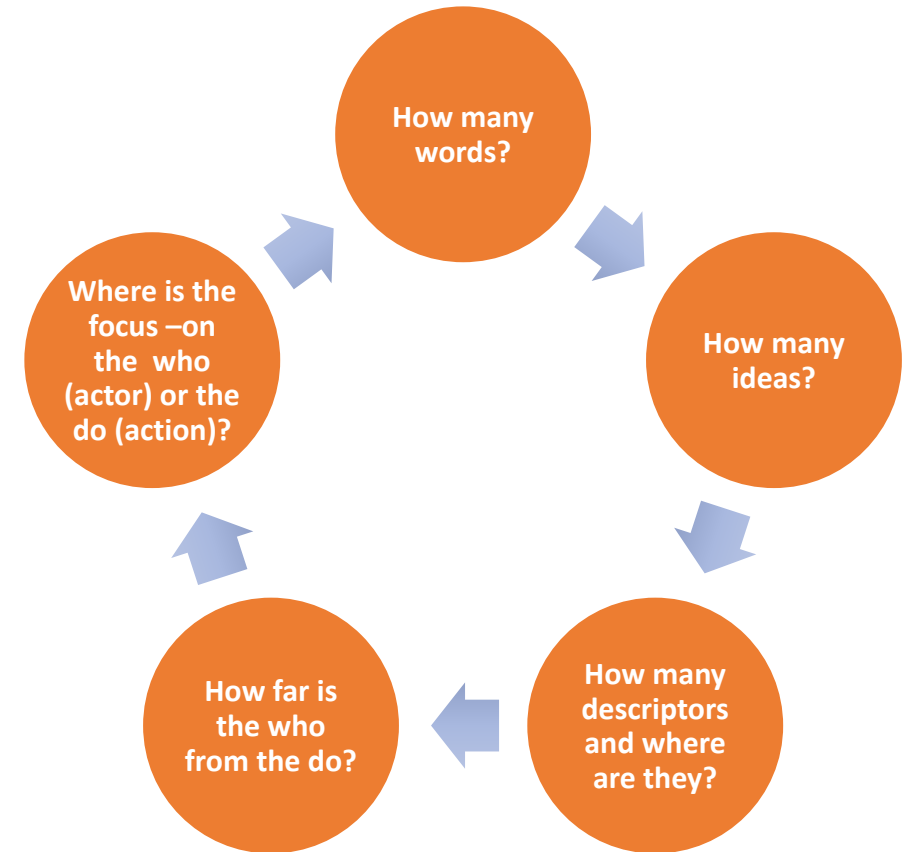 How many
words?
How many
ideas?
How many
descriptors
and where
are they?
How far is
the who
from the do?
Where is the
focus –on
the who
(actor) or the
do (action)?